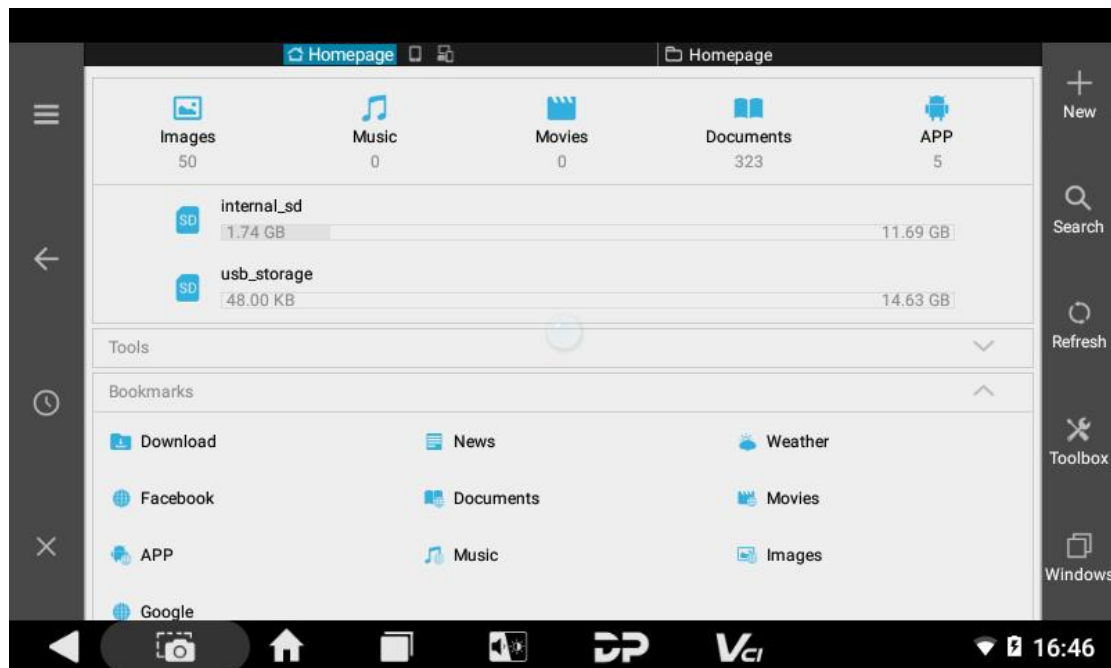 Homepage Homepage
New
Images Music Movies Documents APP
50 0 0 323 5
Search
SD internal_sd
1.74 GB 11.69 GB
SD usb_storage
48.00 KB 14.63 GB
Refresh
Tools
Bookmarks
Toolbox
Download News Weather
Facebook Documents Movies
APP Music Images
Windows
Google
DP VCI 16:46